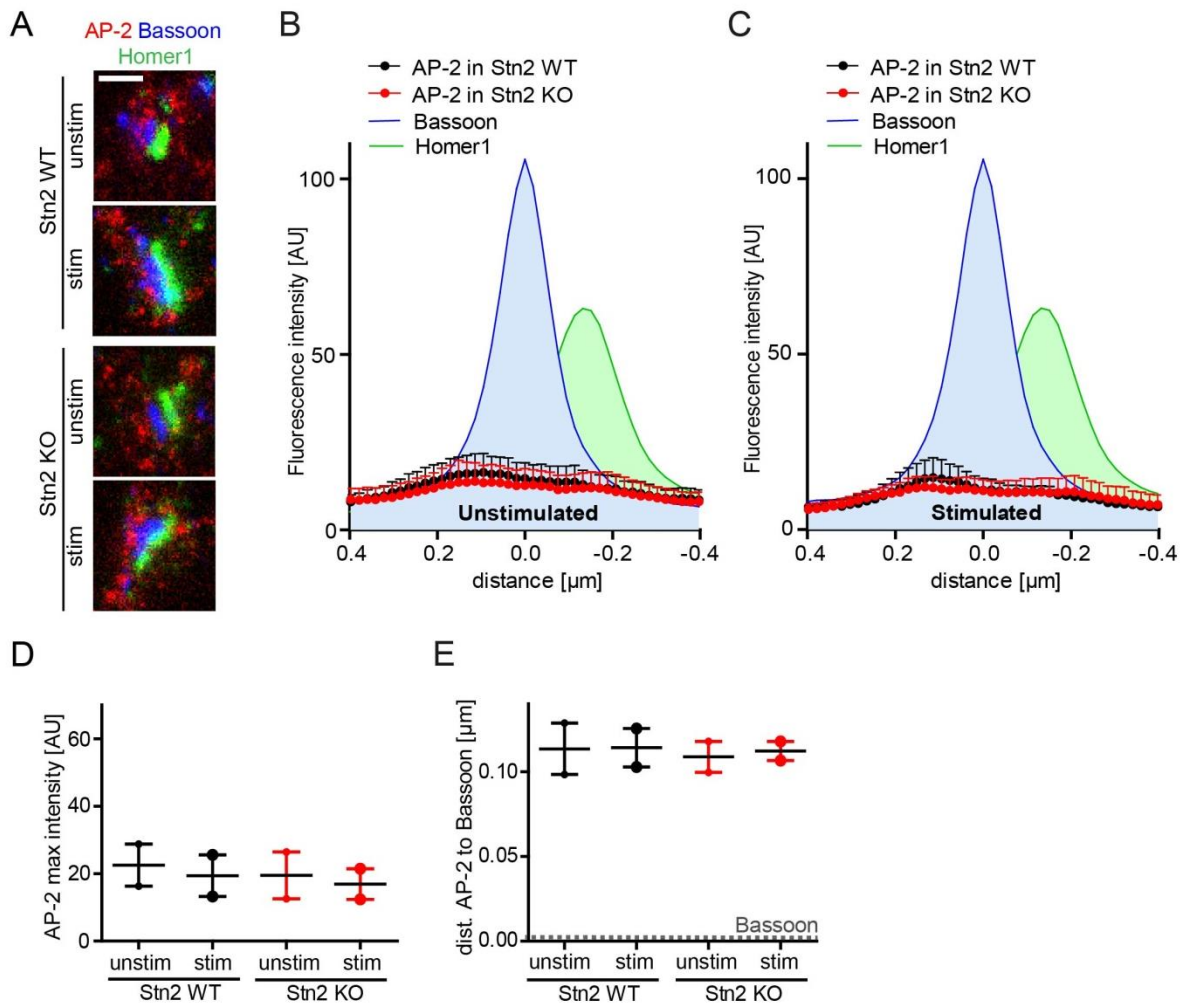 A
AP-2 Bassoon
Homer1
Stn2 WT
unstim
stim
Stn2 KO
unstim
stim
B
AP-2 in Stn2 WT
AP-2 in Stn2 KO
Bassoon
Homer1
Fluorescence intensity [AU]
100
50
0
Unstimulated
0.4 0.2 0.0 -0.2 -0.4
distance [µm]
C
AP-2 in Stn2 WT
AP-2 in Stn2 KO
Bassoon
Homer1
Fluorescence intensity [AU]
100
50
0
Stimulated
0.4 0.2 0.0 -0.2 -0.4
distance [µm]
D
AP-2 max intensity [AU]
60
40
20
0
unstim stim unstim stim
Stn2 WT Stn2 KO
E
dist. AP-2 to Bassoon [µm]
0.10
0.05
0.00
Bassoon
unstim stim unstim stim
Stn2 WT Stn2 KO